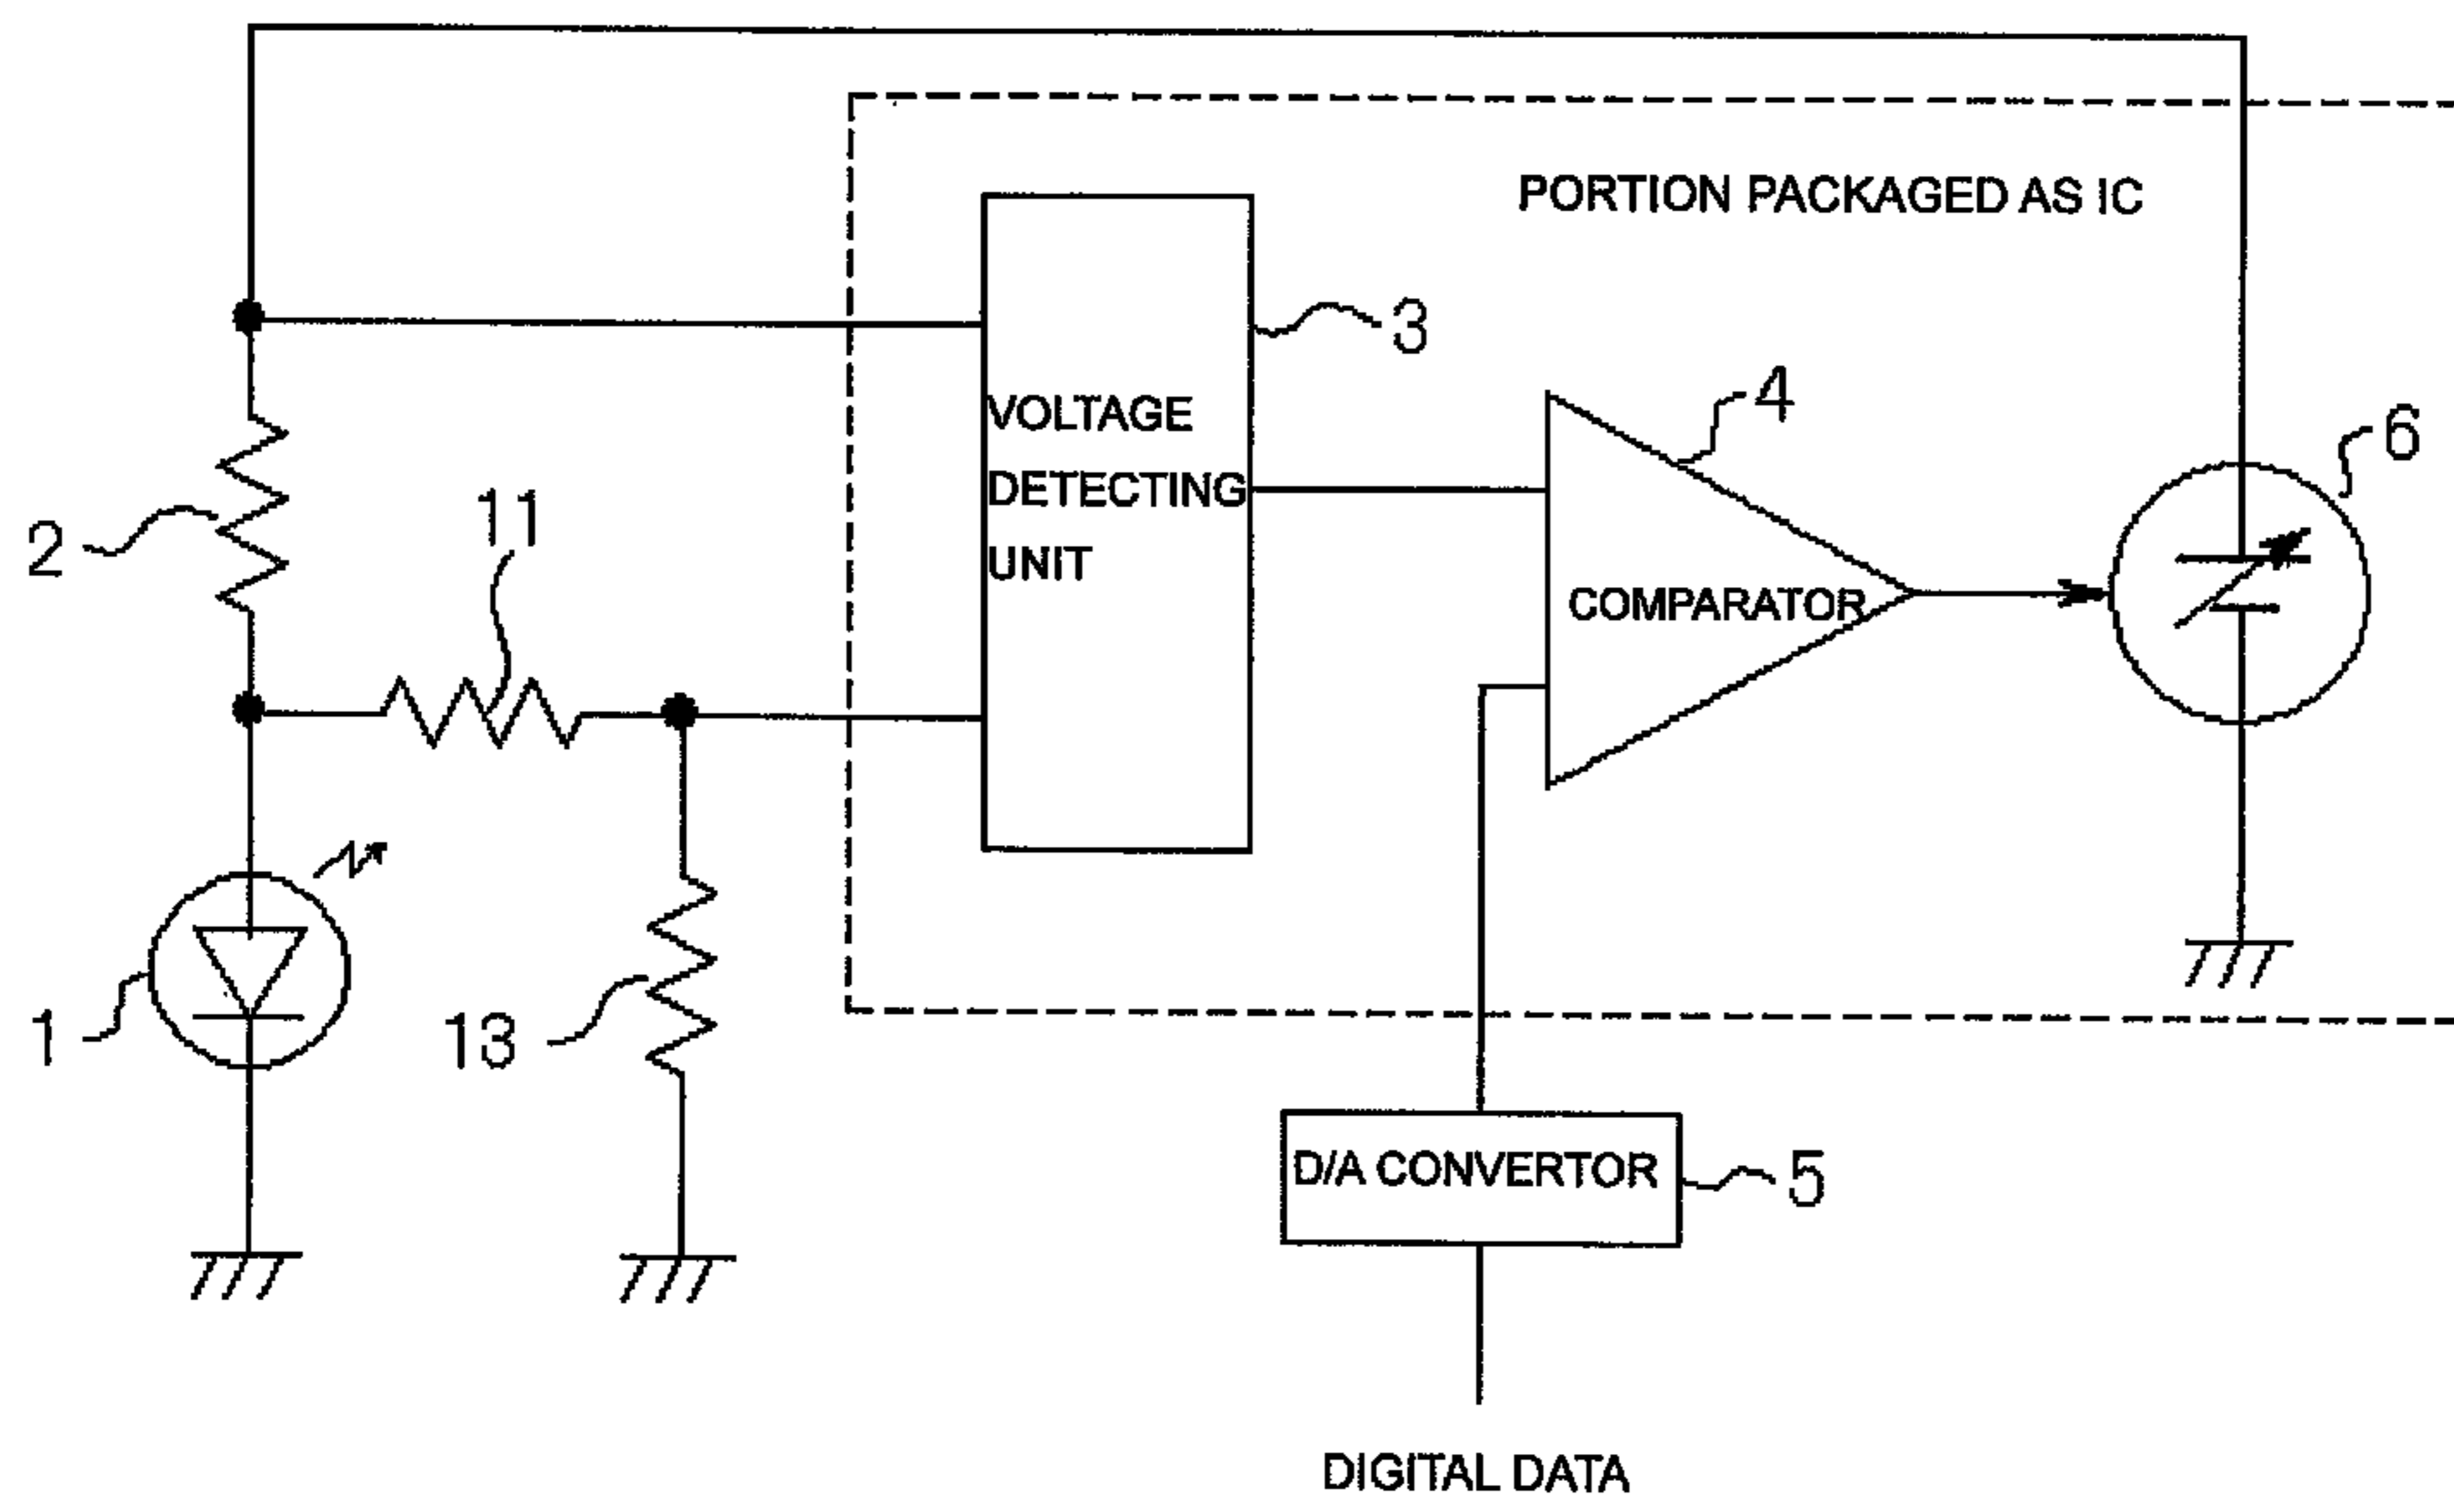 PORTION PACKAGED AS IC
3
VOLTAGE
DETECTING
UNIT
4
6
2
11
COMPARATOR
1
13
D/A CONVERTOR
5
DIGITAL DATA